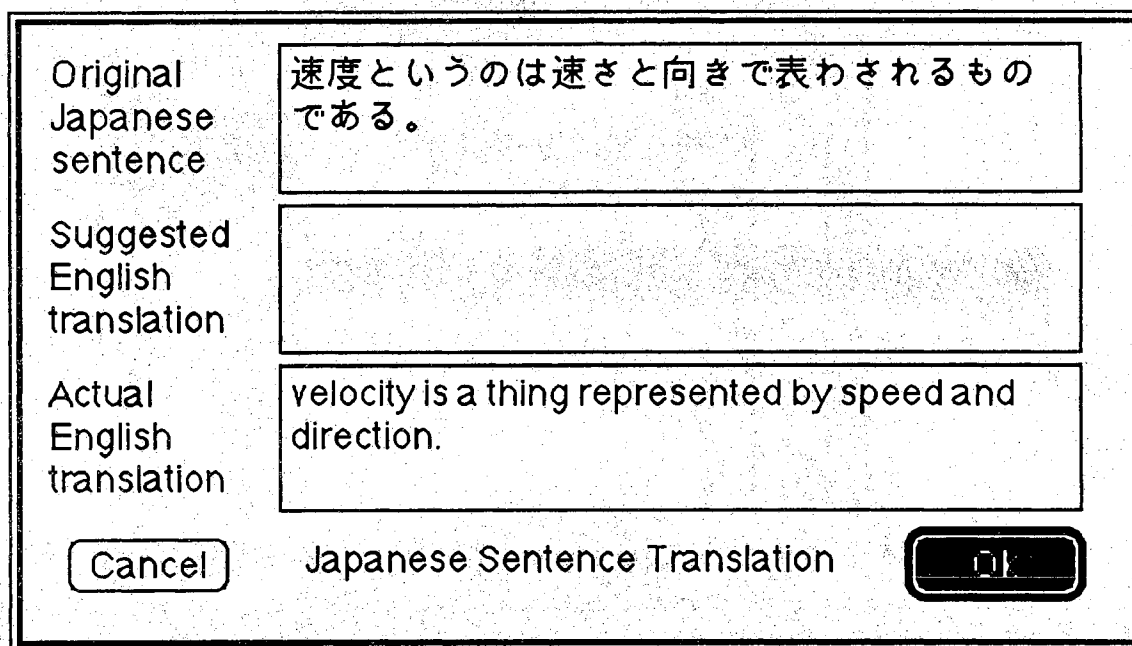 Original
Japanese
sentence
速度というのは速さと向きで表わされるもの
である。
Suggested
English
translation
Actual
English
translation
velocity is a thing represented by speed and
direction.
Cancel
Japanese Sentence Translation
Ok